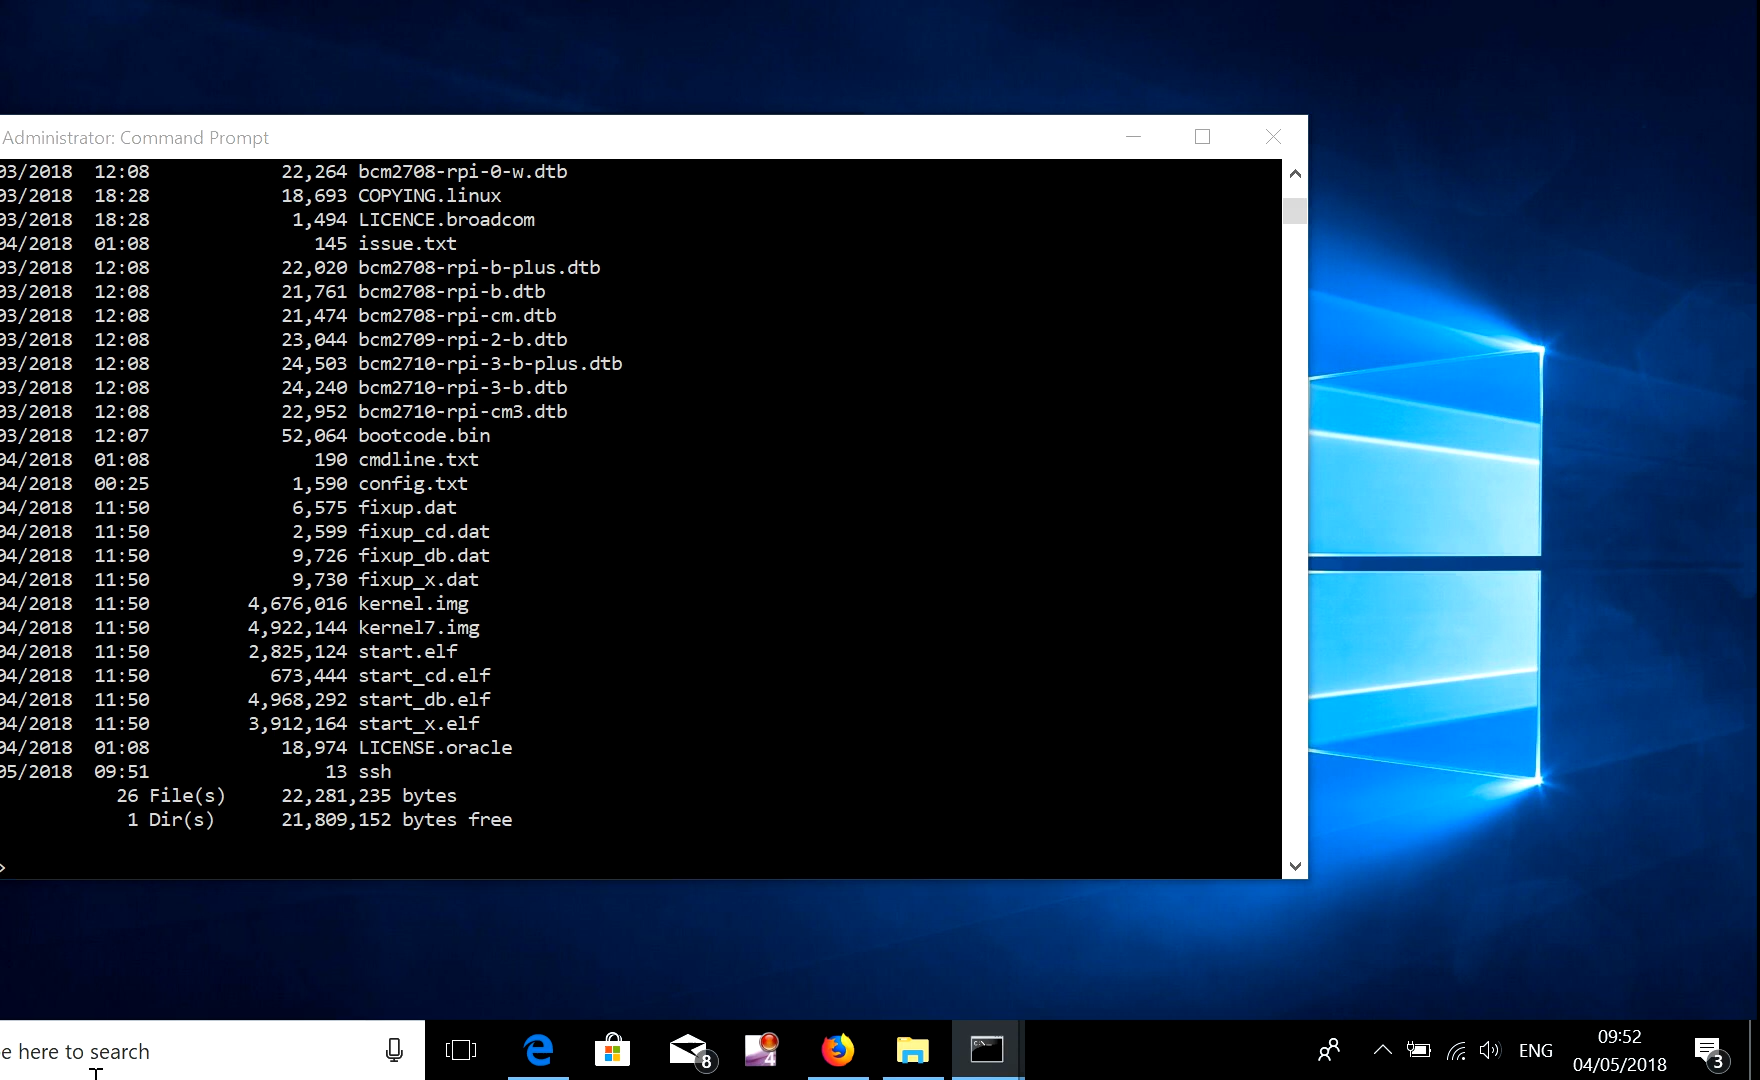 Administrator: Command Prompt
03/2018  12:08            22,264 bcm2708-rpi-0-w.dtb
03/2018  18:28            18,693 COPYING.linux
03/2018  18:28             1,494 LICENCE.broadcom
04/2018  01:08               145 issue.txt
03/2018  12:08            22,020 bcm2708-rpi-b-plus.dtb
03/2018  12:08            21,761 bcm2708-rpi-b.dtb
03/2018  12:08            21,474 bcm2708-rpi-cm.dtb
03/2018  12:08            23,044 bcm2709-rpi-2-b.dtb
03/2018  12:08            24,503 bcm2710-rpi-3-b-plus.dtb
03/2018  12:08            24,240 bcm2710-rpi-3-b.dtb
03/2018  12:08            22,952 bcm2710-rpi-cm3.dtb
03/2018  12:07            52,064 bootcode.bin
04/2018  01:08               190 cmdline.txt
04/2018  00:25             1,590 config.txt
04/2018  11:50             6,575 fixup.dat
04/2018  11:50             2,599 fixup_cd.dat
04/2018  11:50             9,726 fixup_db.dat
04/2018  11:50             9,730 fixup_x.dat
04/2018  11:50         4,676,016 kernel.img
04/2018  11:50         4,922,144 kernel7.img
04/2018  11:50         2,825,124 start.elf
04/2018  11:50           673,444 start_cd.elf
04/2018  11:50         4,968,292 start_db.elf
04/2018  11:50         3,912,164 start_x.elf
04/2018  01:08            18,974 LICENSE.oracle
05/2018  09:51                13 ssh
26 File(s)     22,281,235 bytes
1 Dir(s)      21,809,152 bytes free
>
e here to search
8
4
ENG
09:52
04/05/2018
3